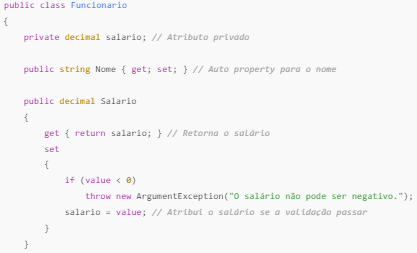 public class Funcionario
{
    private decimal salario; // Atributo privado

    public string Nome { get; set; } // Auto property para o nome

    public decimal Salario
    {
        get { return salario; } // Retorna o salário
        set
        {
            if (value < 0)
                throw new ArgumentException("O salário não pode ser negativo.");
            salario = value; // Atribui o salário se a validação passar
        }
    }